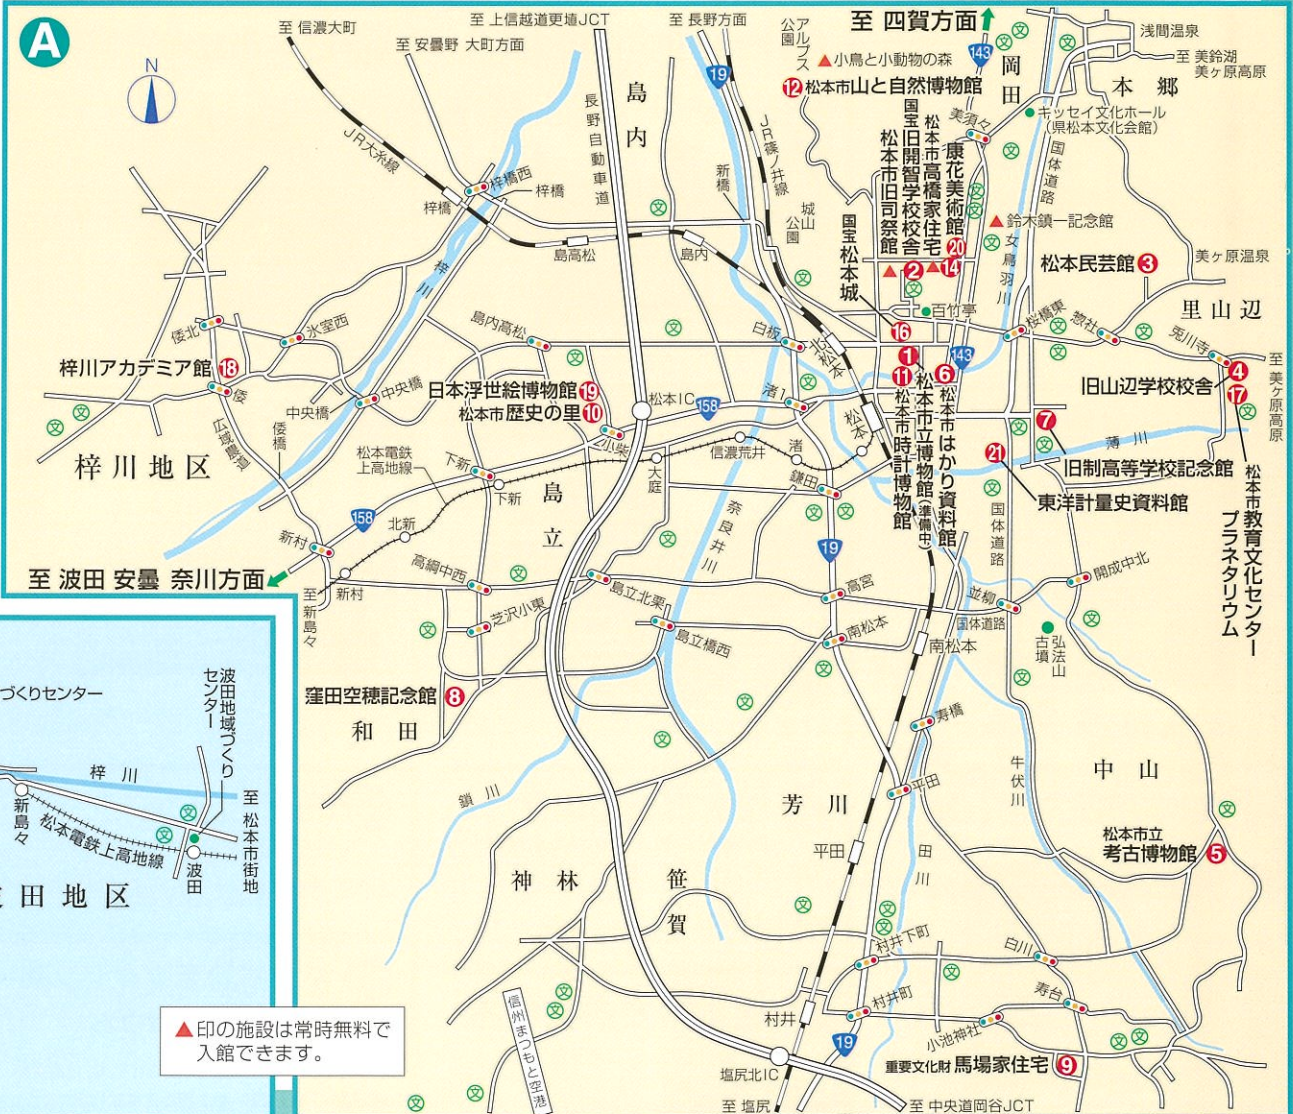 A
N
至 信濃大町
至 安曇野 大町方面
至 上信越道更埴JCT
至 長野方面
至 四賀方面
アルプス公園
小鳥と小動物の森
⑫ 松本市山と自然博物館
143
岡田
浅間温泉
至 美鈴湖
美ヶ原高原
本郷
キッセイ文化ホール
(県松本文化会館)
美須々
国体道路
19
JR大糸線
長野自動車道
島内
JR篠ノ井線
新橋
城山公園
梓橋西
梓橋
梓橋
島高松
島内
国宝旧開智学校校舎
松本市旧司祭館
松本市高橋家住宅
康花美術館
⑳
②
⑭
鈴木鎮一記念館
女鳥羽川
松本民芸館 ③
美ヶ原温泉
里山辺
国宝松本城
⑯
百竹亭
桜橋東
惣社
兎川寺
至 美ヶ原高原
梓川
倭北
氷室西
島内高松
白板
北松本
143
①
⑪
⑥
梓川アカデミア館 ⑱
倭
中央橋
中央橋
日本浮世絵博物館 ⑲
松本市歴史の里 ⑩
松本IC
158
渚1
松本
旧山辺学校校舎
④
⑰
⑦
旧制高等学校記念館
薄川
㉑
東洋計量史資料館
松本市立博物館(準備中)
松本市時計博物館
松本市はかり資料館
松本市教育文化センター
プラネタリウム
梓川地区
広域農道
倭橋
松本電鉄
上高地線
小柴
大庭
信濃荒井
渚
鎌田
下新
下新
島立
158
北新
新村
新村
至 波田 安曇 奈川方面
至 新島々
奈良井川
19
国体道路
高綱中西
芝沢小東
島立北栗
島立橋西
高宮
南松本
南松本
並柳
国体道路
開成中北
弘法山古墳
窪田空穂記念館 ⑧
和田
鎖川
寿橋
牛伏川
中山
平田
平田
芳川
田川
松本市立
考古博物館 ⑤
神林
笹賀
村井下町
白川
村井町
村井
寿台
小池神社
19
信州まつもと空港
塩尻北IC
重要文化財 馬場家住宅 ⑨
至 塩尻
至 中央道岡谷JCT
づくりセンター
波田地域づくりセンター
梓川
新島々
松本電鉄上高地線
波田
至 松本市街地
田地区
▲印の施設は常時無料で
入館できます。